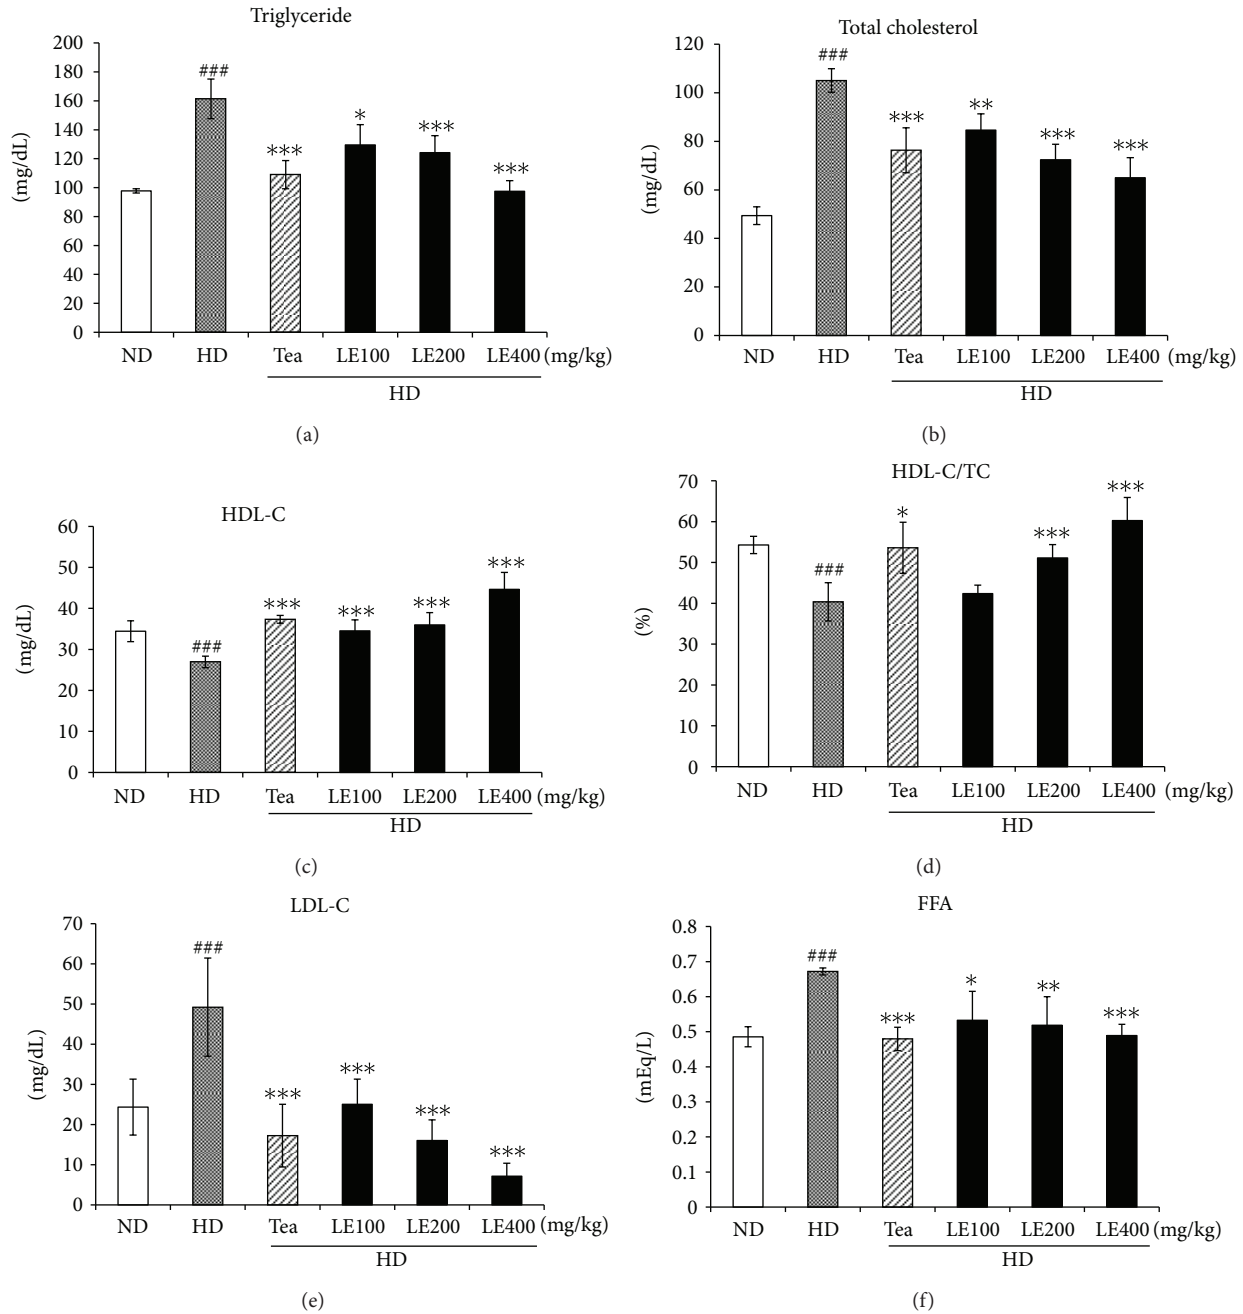 Triglyceride
200
180
160
140
120
100
80
60
40
20
0
(mg/dL)
###
***
*
***
***
ND HD Tea LE100 LE200 LE400 (mg/kg)
HD
(a)
Total cholesterol
120
100
80
60
40
20
0
(mg/dL)
###
***
**
***
***
ND HD Tea LE100 LE200 LE400 (mg/kg)
HD
(b)
HDL-C
60
50
40
30
20
10
0
(mg/dL)
###
***
***
***
***
ND HD Tea LE100 LE200 LE400 (mg/kg)
HD
(c)
HDL-C/TC
70
60
50
40
30
20
10
0
(%)
###
*
***
***
ND HD Tea LE100 LE200 LE400 (mg/kg)
HD
(d)
LDL-C
70
60
50
40
30
20
10
0
(mg/dL)
###
***
***
***
***
ND HD Tea LE100 LE200 LE400 (mg/kg)
HD
(e)
FFA
0.8
0.7
0.6
0.5
0.4
0.3
0.2
0.1
0
(mEq/L)
###
***
*
**
***
ND HD Tea LE100 LE200 LE400 (mg/kg)
HD
(f)